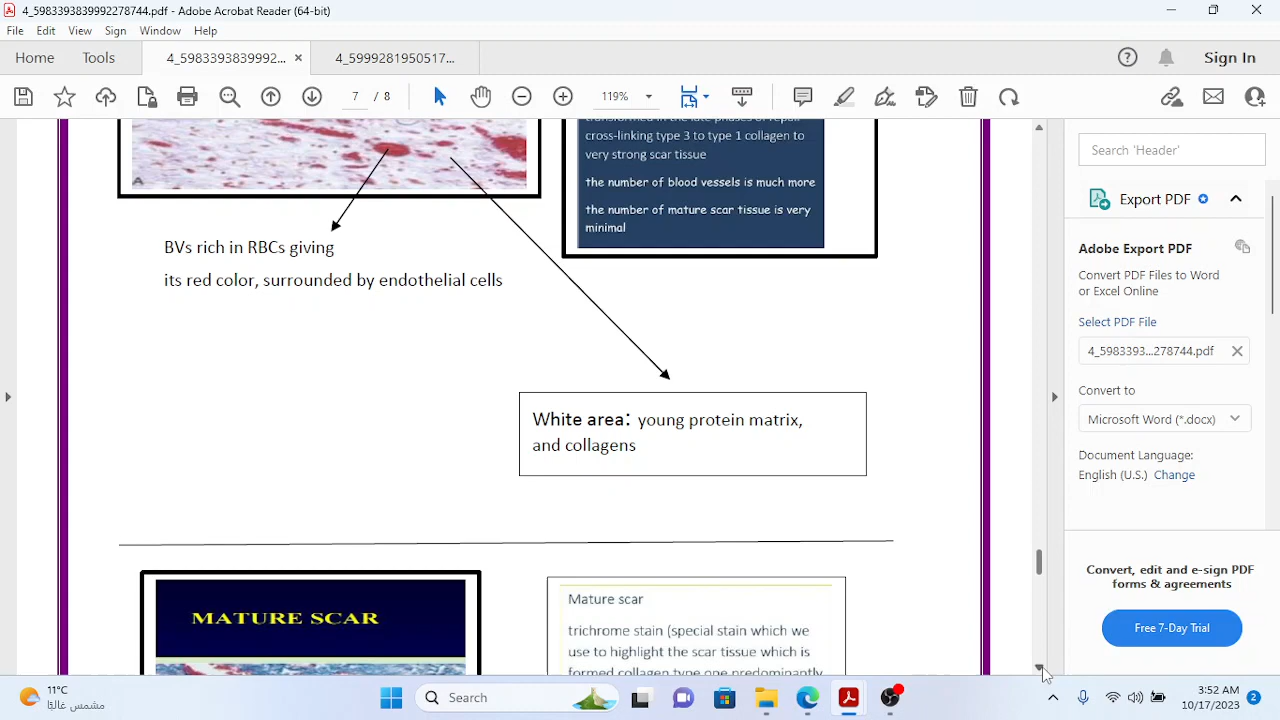 4_5983393839992278744.pdf - Adobe Acrobat Reader (64-bit)
File Edit View Sign Window Help
Home Tools 4_5983393839992... 4_5999281950517... Sign In
7 / 8 119%
cross-linking type 3 to type 1 collagen to
very strong scar tissue
the number of blood vessels is much more
the number of mature scar tissue is very
minimal
A
BVs rich in RBCs giving
its red color, surrounded by endothelial cells
White area: young protein matrix,
and collagens
MATURE SCAR
Mature scar
trichrome stain (special stain which we
use to highlight the scar tissue which is
formed collagen type one predominantly
Search 'Header'
Export PDF
Adobe Export PDF
Convert PDF Files to Word
or Excel Online
Select PDF File
4_5983393...278744.pdf
Convert to
Microsoft Word (*.docx)
Document Language:
English (U.S.) Change
Convert, edit and e-sign PDF
forms & agreements
Free 7-Day Trial
11°C
مشمس غالبًا
Search
3:52 AM
10/17/2023
2